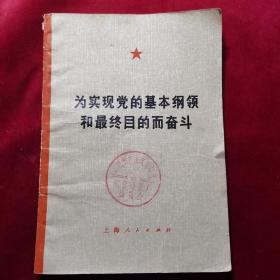 为实现党的基本纲领
和最终目的而奋斗
上海人民出版社